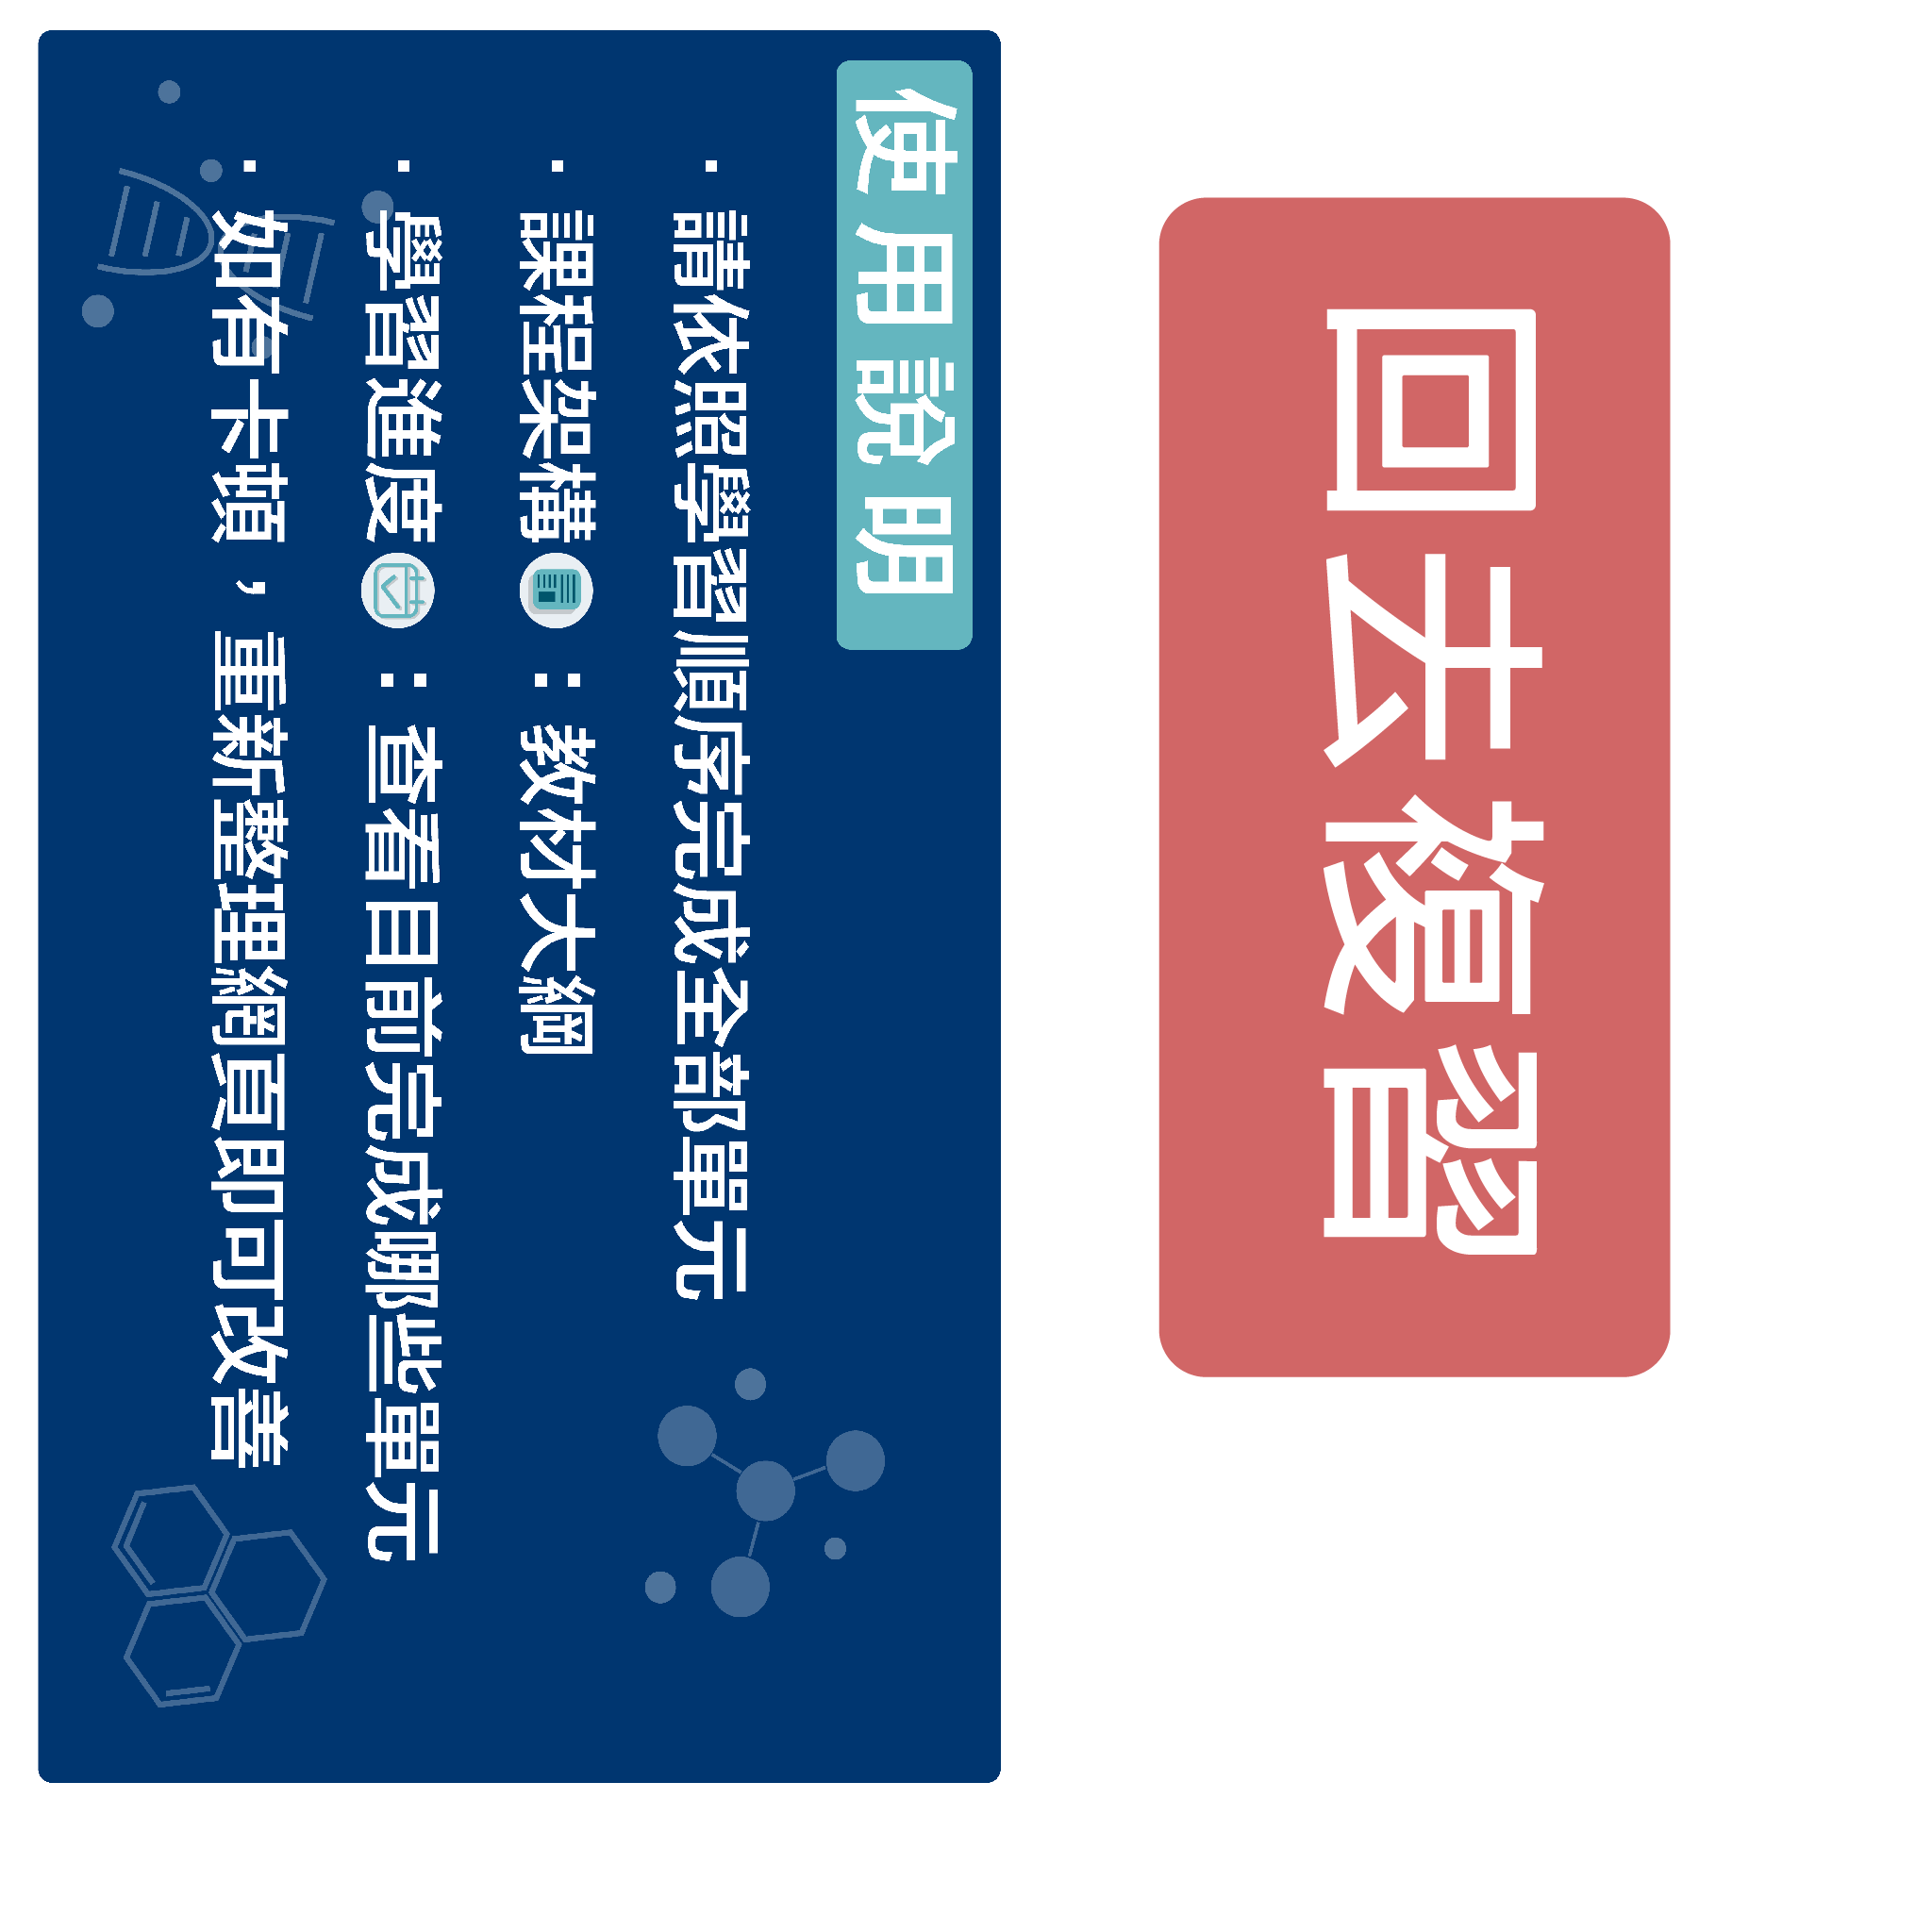 回去複習
使用說明
· 請依照學習順序完成全部單元
· 課程架構：教材大綱
· 學習進度：查看目前完成哪些單元
· 如有卡頓，重新整理網頁即可改善